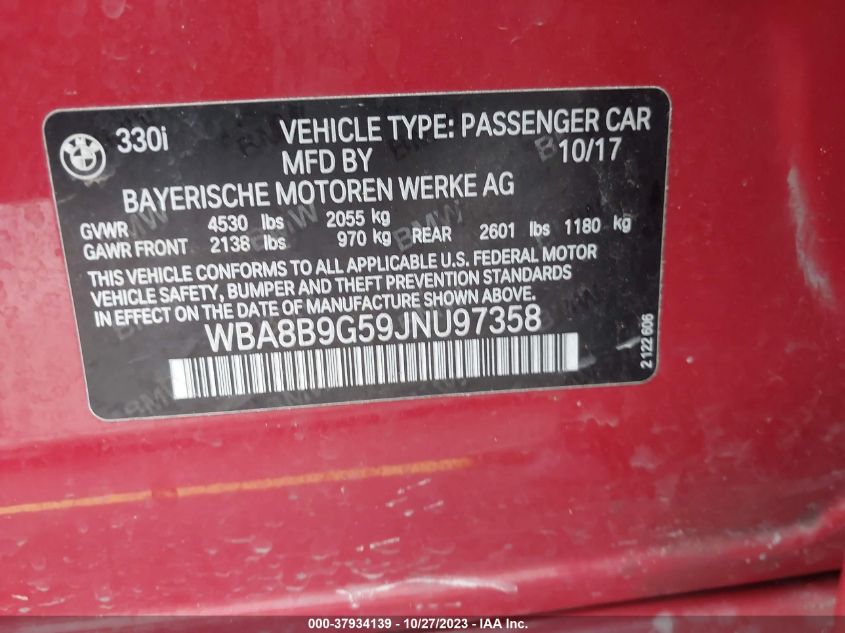 330i VEHICLE TYPE: PASSENGER CAR
MFD BY 10/17
BAYERISCHE MOTOREN WERKE AG
GVWR 4530 lbs 2055 kg
GAWR FRONT 2138 lbs 970 kg REAR 2601 lbs 1180 kg
THIS VEHICLE CONFORMS TO ALL APPLICABLE U.S. FEDERAL MOTOR
VEHICLE SAFETY, BUMPER AND THEFT PREVENTION STANDARDS
IN EFFECT ON THE DATE OF MANUFACTURE SHOWN ABOVE.
WBA8B9G59JNU97358
2 122 606
000-37934139 - 10/27/2023 - IAA Inc.